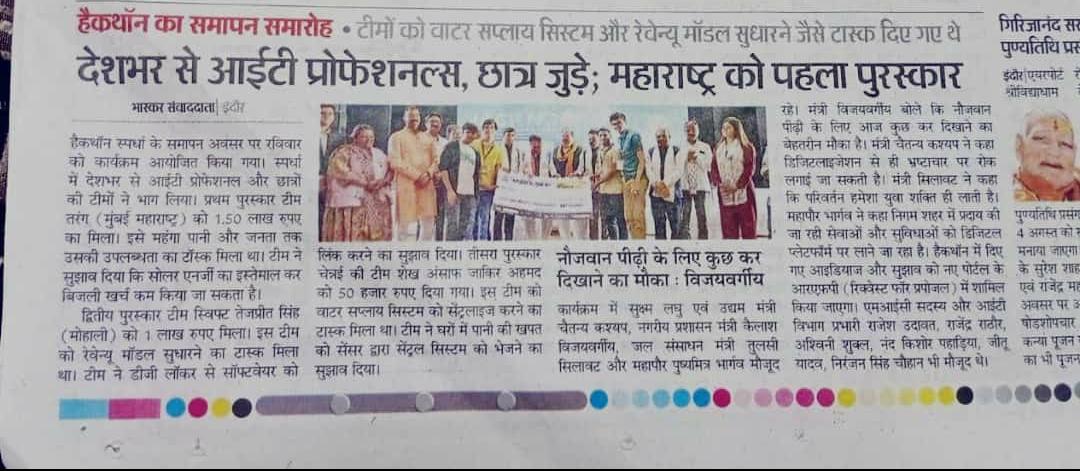 हैकथॉन का समापन समारोह • टीमों को वाटर सप्लाय सिस्टम और रेवेन्यू मॉडल सुधारने जैसे टास्क दिए गए थे
देशभर से आईटी प्रोफेशनल्स, छात्र जुड़े; महाराष्ट्र को पहला पुरस्कार
भास्कर संवाददाता| इंदौर
हैकथॉन स्पर्धा के समापन अवसर पर रविवार
को कार्यक्रम आयोजित किया गया। स्पर्धा
में देशभर से आईटी प्रोफेशनल और छात्रों
की टीमों ने भाग लिया। प्रथम पुरस्कार टीम
तरंग (मुंबई महाराष्ट्र) को 1.50 लाख रुपए
का मिला। इसे महंगा पानी और जनता तक
उसकी उपलब्धता का टॉस्क मिला था। टीम ने
सुझाव दिया कि सोलर एनर्जी का इस्तेमाल कर
बिजली खर्च कम किया जा सकता है।
द्वितीय पुरस्कार टीम स्विफ्ट तेजप्रीत सिंह
(मोहाली) को 1 लाख रुपए मिला। इस टीम
को रेवेन्यू मॉडल सुधारने का टास्क मिला
था। टीम ने डीजी लॉकर से सॉफ्टवेयर को
लिंक करने का सुझाव दिया। तीसरा पुरस्कार
चेन्नई की टीम शेख अंसाफ जाकिर अहमद
को 50 हजार रुपए दिया गया। इस टीम को
वाटर सप्लाय सिस्टम को सेंट्रलाइज करने का
टास्क मिला था। टीम ने घरों में पानी की खपत
को सेंसर द्वारा सेंट्रल सिस्टम को भेजने का
सुझाव दिया।
नौजवान पीढ़ी के लिए कुछ कर
दिखाने का मौका : विजयवर्गीय
कार्यक्रम में सूक्ष्म लघु एवं उद्यम मंत्री
चैतन्य कश्यप, नगरीय प्रशासन मंत्री कैलाश
विजयवर्गीय, जल संसाधन मंत्री तुलसी
सिलावट और महापौर पुष्यमित्र भार्गव मौजूद
रहे। मंत्री विजयवर्गीय बोले कि नौजवान
पीढ़ी के लिए आज कुछ कर दिखाने का
बेहतरीन मौका है। मंत्री चैतन्य कश्यप ने कहा
डिजिटलाइजेशन से ही भ्रष्टाचार पर रोक
लगाई जा सकती है। मंत्री सिलावट ने कहा
कि परिवर्तन हमेशा युवा शक्ति ही लाती है।
महापौर भार्गव ने कहा निगम शहर में प्रदाय की
जा रही सेवाओं और सुविधाओं को डिजिटल
प्लेटफॉर्म पर लाने जा रहा है। हैकथॉन में दिए
गए आइडियाज और सुझाव को नए पोर्टल के
आरएफपी (रिक्वेस्ट फॉर प्रपोजल) में शामिल
किया जाएगा। एमआईसी सदस्य और आईटी
विभाग प्रभारी राजेश उदावत, राजेंद्र राठौर,
अश्विनी शुक्ल, नंद किशोर पहाड़िया, जीतू
यादव, निरंजन सिंह चौहान भी मौजूद थे।
गिरिजानंद सर
पुण्यतिथि प्रस
इंदौर|एयरपोर्ट
श्रीविद्याधाम
पुण्यतिथि प्रसंग
4 अगस्त को
मनाया जाएगा
के सुरेश शाह
एवं राजेंद्र मह
अवसर पर
षोडशोपचार
कन्या पूजन
का भी पूजन